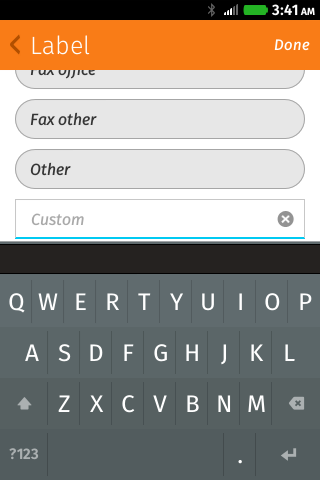 3:41 AM
Label
Done
Fax office
Fax other
Other
Custom
Q W E R T Y U I O P
A S D F G H J K L
Z X C V B N M
?123 .